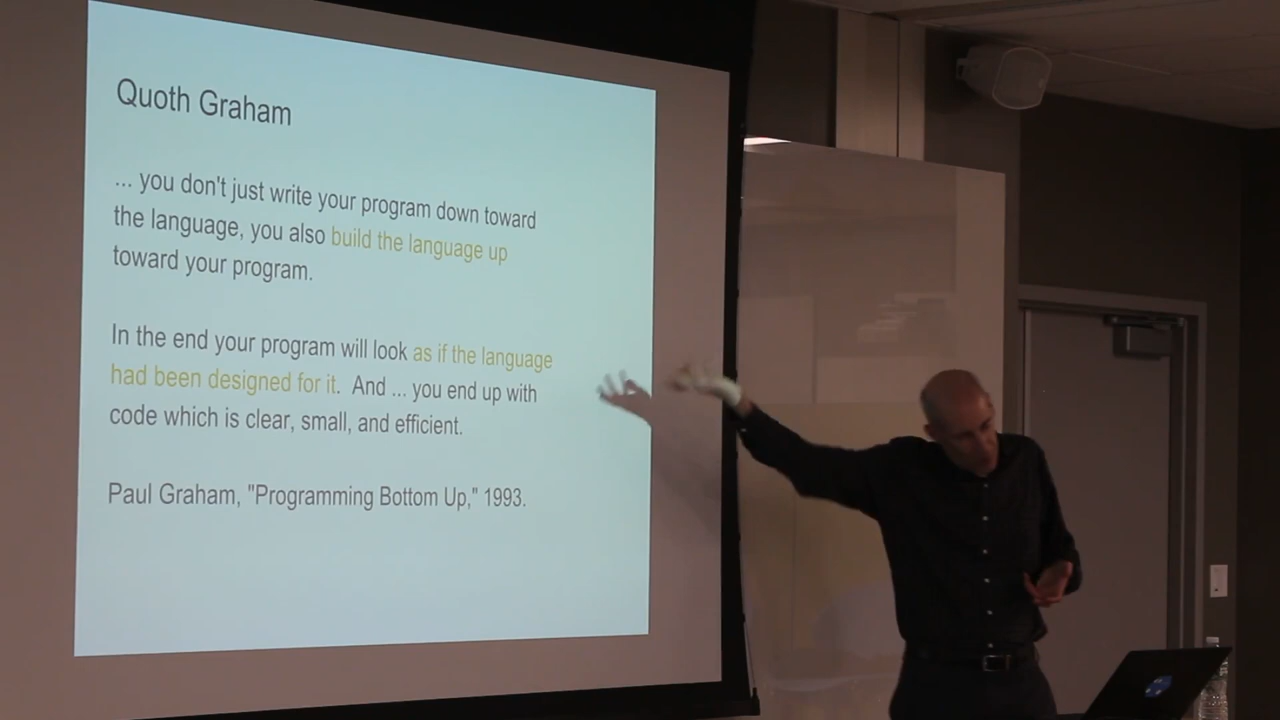 Quoth Graham
... you don't just write your program down toward
the language, you also build the language up
toward your program.
In the end your program will look as if the language
had been designed for it. And ... you end up with
code which is clear, small, and efficient.
Paul Graham, "Programming Bottom Up," 1993.